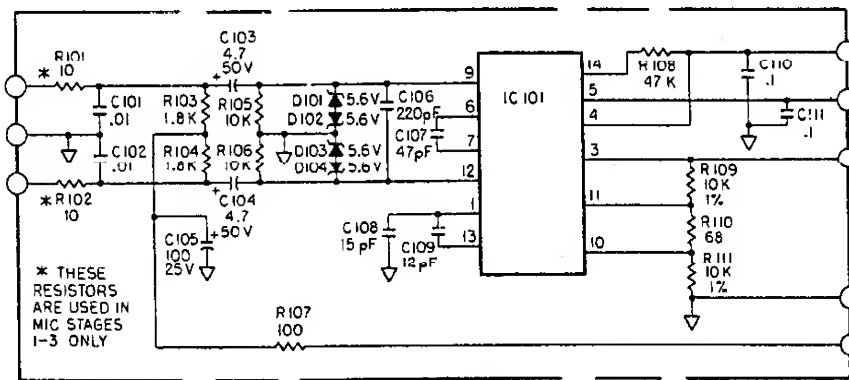 * R101
10
C101
.01
C102
.01
* R102
10
R103
1.8K
R104
1.8K
C103
4.7
50V
+
R105
10K
R106
10K
+
C104
4.7
50V
C105
100
25V
+
D101 5.6V
D102 5.6V
D103 5.6V
D104 5.6V
C106
220pF
C107
47pF
C108
15 pF
C109
12pF
IC 101
9
6
7
12
1
13
14
5
4
3
11
10
R108
47 K
C110
.1
C111
.1
R109
10K
1%
R110
68
R111
10K
1%
R107
100
* THESE
RESISTORS
ARE USED IN
MIC STAGES
1-3 ONLY